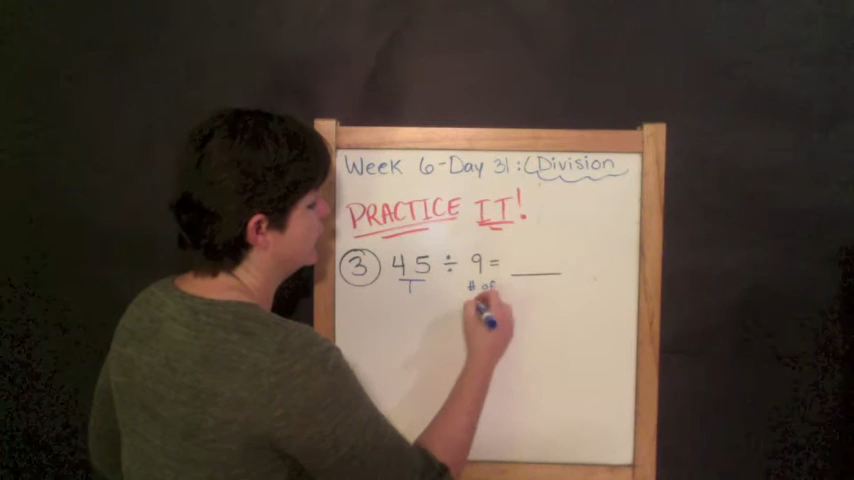 Week 6-Day 31: Division
PRACTICE IT!
3 45 ÷ 9 = ____
T # of